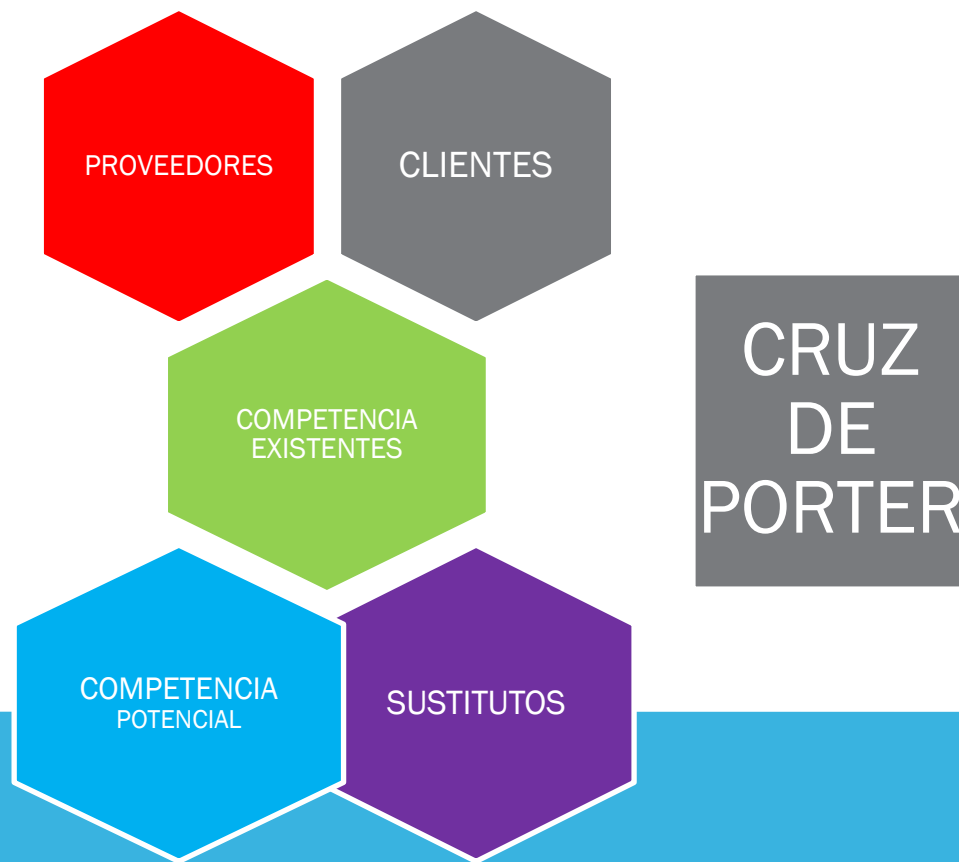 PROVEEDORES
CLIENTES
COMPETENCIA
EXISTENTES
CRUZ
DE
PORTER
COMPETENCIA
POTENCIAL
SUSTITUTOS